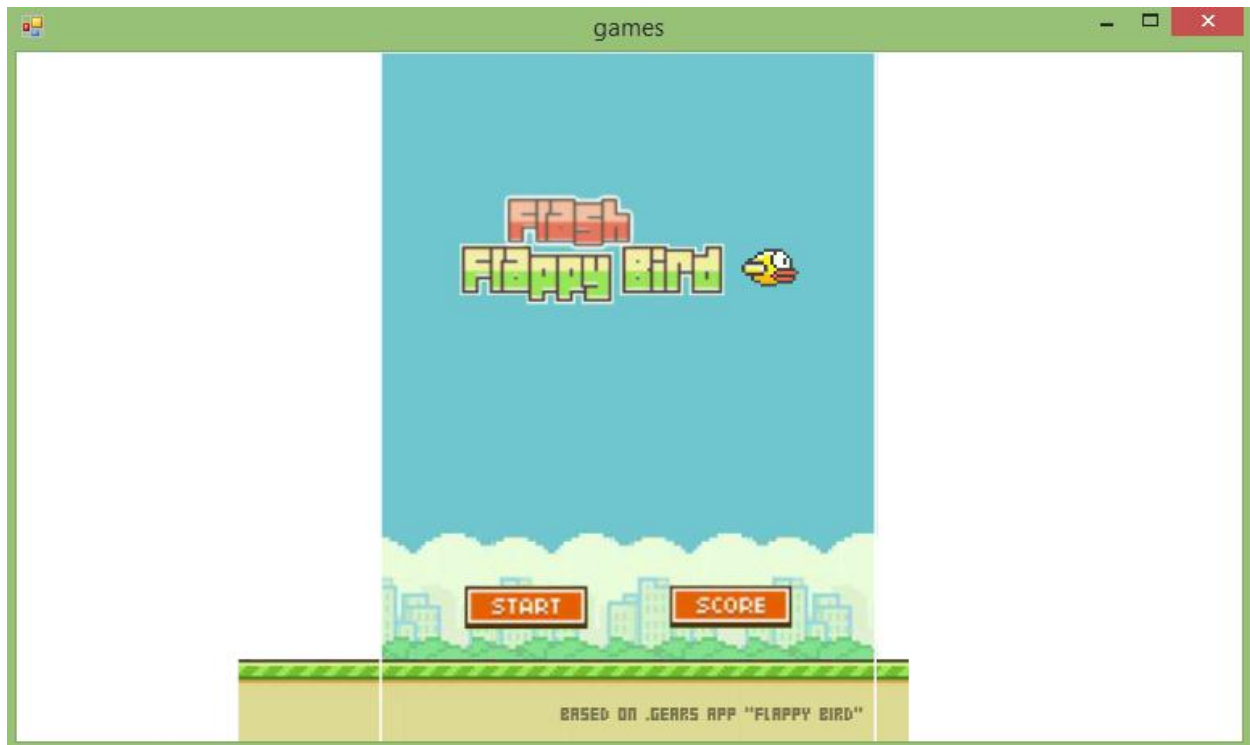 games
Flash
Flappy Bird
START SCORE
BASED ON .GEARS APP "FLAPPY BIRD"